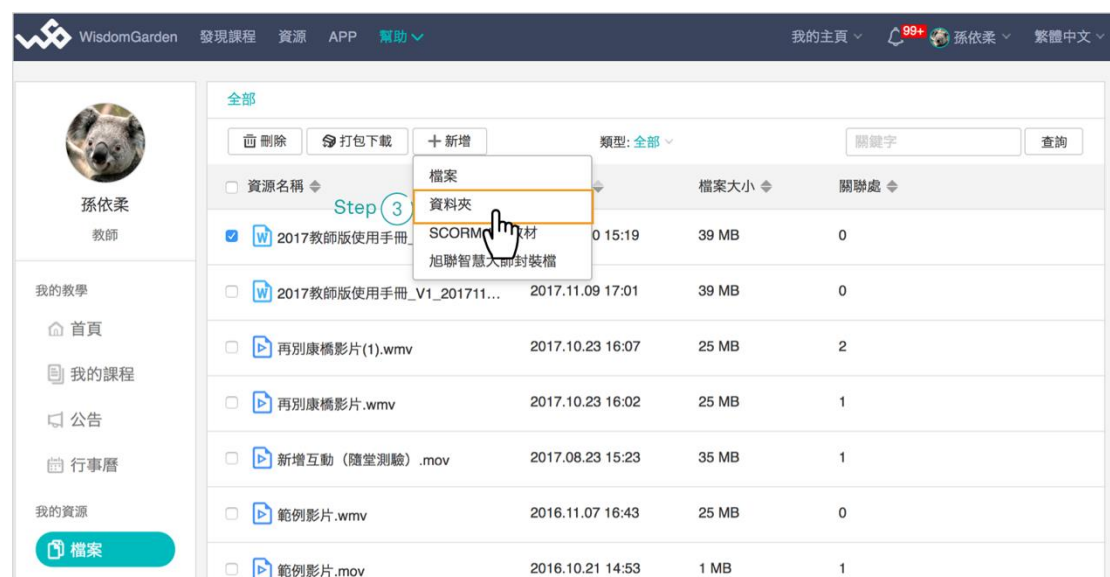 WisdomGarden 發現課程 資源 APP 幫助 我的主頁 99+ 孫依柔 繁體中文
全部
刪除 打包下載 新增 類型: 全部 關鍵字 查詢
檔案
資料夾
SCORM 教材
旭聯智慧大師封裝檔
Step 3
孫依柔
教師
我的教學
首頁
我的課程
公告
行事曆
我的資源
檔案
資源名稱 檔案大小 關聯處
2017教師版使用手冊_ 0 15:19 39 MB 0
2017教師版使用手冊_V1_201711... 2017.11.09 17:01 39 MB 0
再別康橋影片(1).wmv 2017.10.23 16:07 25 MB 2
再別康橋影片.wmv 2017.10.23 16:02 25 MB 1
新增互動（隨堂測驗）.mov 2017.08.23 15:23 35 MB 1
範例影片.wmv 2016.11.07 16:43 25 MB 0
範例影片.mov 2016.10.21 14:53 1 MB 1